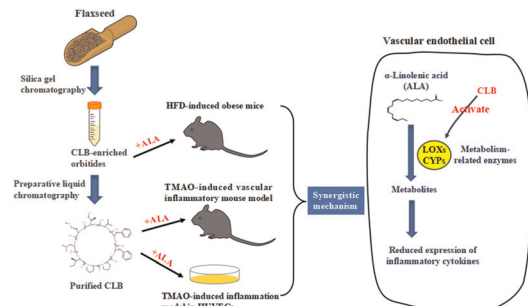 Flaxseed
Silica gel
chromatography
CLB-enriched
orbitides
Preparative liquid
chromatography
Purified CLB
+ALA
HFD-induced obese mice
+ALA
TMAO-induced vascular
inflammatory mouse model
+ALA
TMAO-induced inflammation
Synergistic
mechanism
Vascular endothelial cell
α-Linolenic acid
(ALA)
CLB
Activate
LOXs
CYPs
Metabolism-
related enzymes
Metabolites
Reduced expression of
inflammatory cytokines